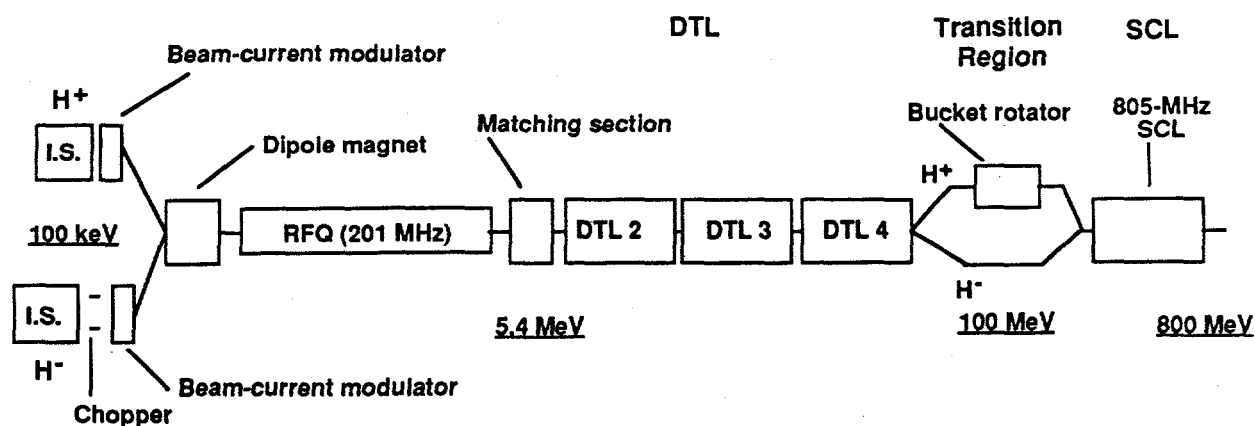 DTL
Transition
Region
SCL
Beam-current modulator
H+
I.S.
Dipole magnet
Matching section
Bucket rotator
805-MHz
SCL
H+
100 keV
RFQ (201 MHz)
DTL 2
DTL 3
DTL 4
I.S.
H-
H-
5.4 MeV
100 MeV
800 MeV
Beam-current modulator
Chopper